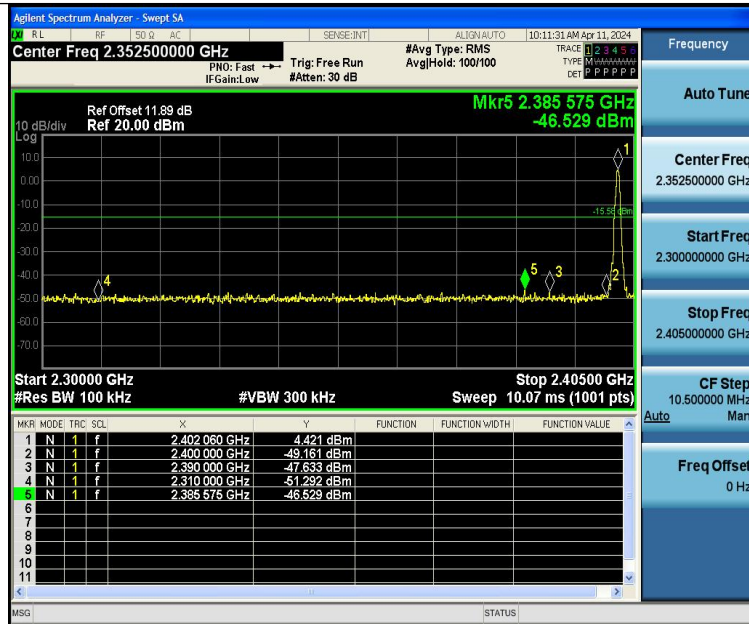 Agilent Spectrum Analyzer - Swept SA
LXI RL RF 50 Ω AC SENSE:INT ALIGN AUTO 10:11:31 AM Apr 11, 2024
Center Freq 2.352500000 GHz
PNO: Fast
IFGain:Low
Trig: Free Run
#Atten: 30 dB
#Avg Type: RMS
Avg|Hold: 100/100
TRACE 1 2 3 4 5 6
TYPE M
DET P P P P P P
Frequency
Auto Tune
Center Freq
2.352500000 GHz
Start Freq
2.300000000 GHz
Stop Freq
2.405000000 GHz
CF Step
10.500000 MHz
Auto Man
Freq Offset
0 Hz
Mkr5 2.385 575 GHz
-46.529 dBm
Ref Offset 11.89 dB
10 dB/div Ref 20.00 dBm
Log
10.0
0.00
-10.0
-20.0
-30.0
-40.0
-50.0
-60.0
-70.0
1
-15.58 dBm
4
5
3
2
Start 2.30000 GHz Stop 2.40500 GHz
#Res BW 100 kHz #VBW 300 kHz Sweep 10.07 ms (1001 pts)
MKR MODE TRC SCL X Y FUNCTION FUNCTION WIDTH FUNCTION VALUE
1 N 1 f 2.402 060 GHz 4.421 dBm
2 N 1 f 2.400 000 GHz -49.161 dBm
3 N 1 f 2.390 000 GHz -47.633 dBm
4 N 1 f 2.310 000 GHz -51.292 dBm
5 N 1 f 2.385 575 GHz -46.529 dBm
6
7
8
9
10
11
MSG STATUS